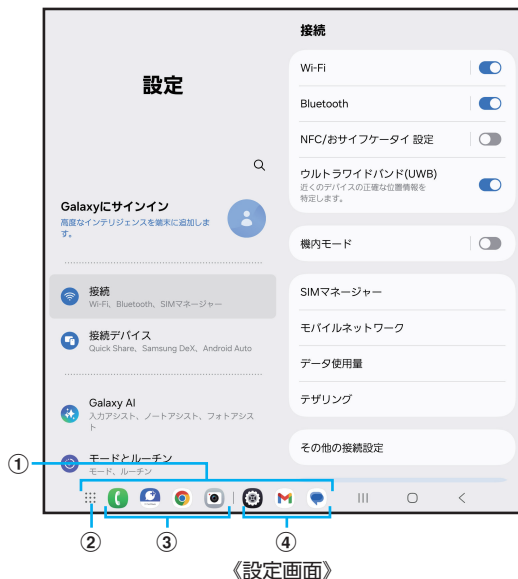 設定
Galaxyにサインイン
高度なインテリジェンスを端末に追加しま
す。
接続
Wi-Fi、Bluetooth、SIMマネージャー
接続デバイス
Quick Share、Samsung DeX、Android Auto
Galaxy AI
入力アシスト、ノートアシスト、フォトアシス
ト
モードとルーチン
モード、ルーチン
接続
Wi-Fi
Bluetooth
NFC/おサイフケータイ 設定
ウルトラワイドバンド(UWB)
近くのデバイスの正確な位置情報を
特定します。
機内モード
SIMマネージャー
モバイルネットワーク
データ使用量
テザリング
その他の接続設定
①
② ③ ④
《設定画面》